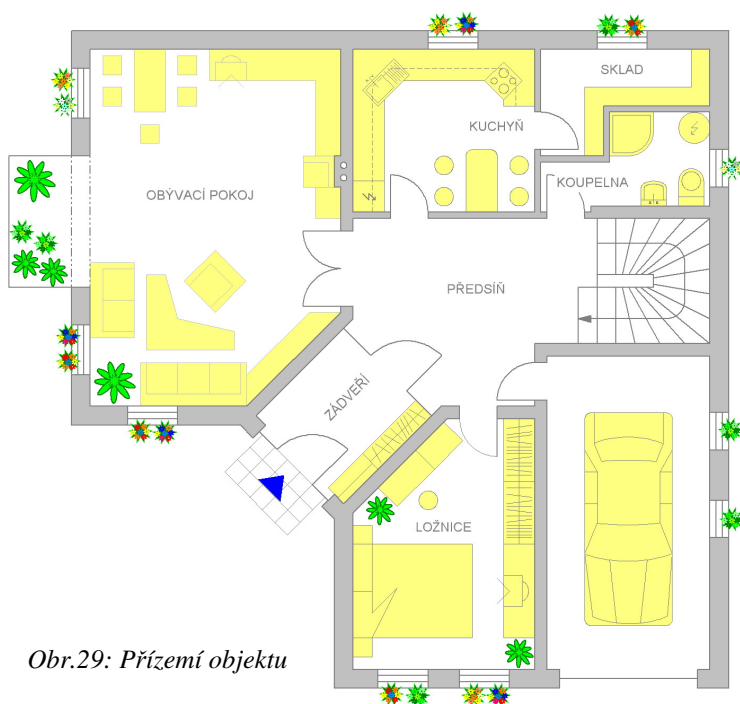 SKLAD
KUCHYŇ
KOUPELNA
OBÝVACÍ POKOJ
PŘEDSÍŇ
ZÁDVEŘÍ
LOŽNICE
Obr.29: Přízemí objektu